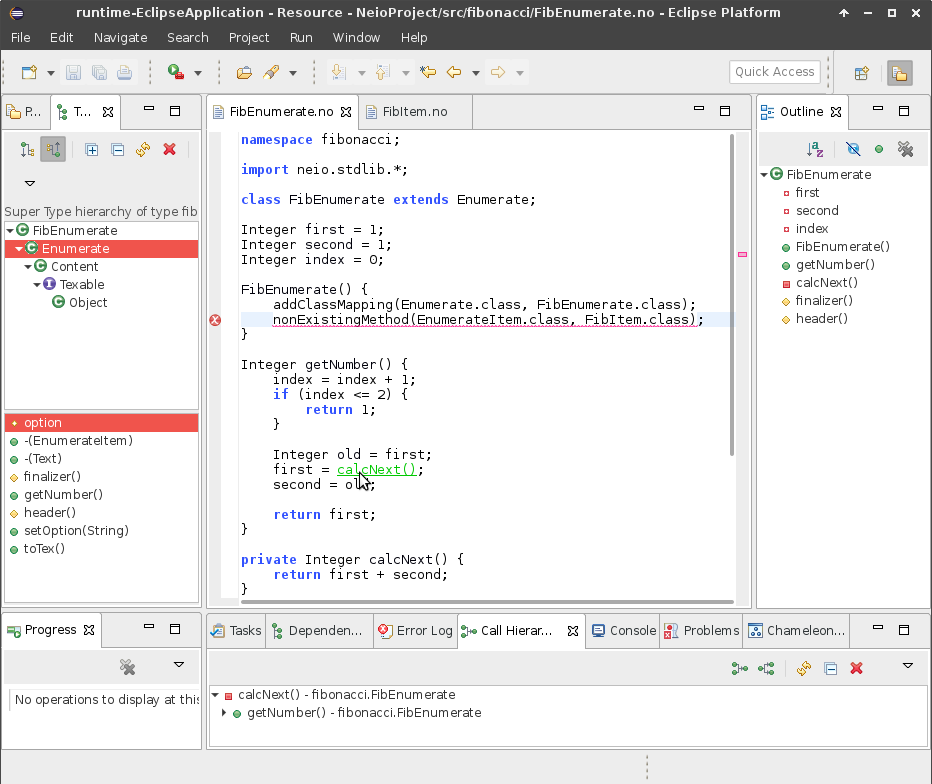 runtime-EclipseApplication - Resource - NeioProject/src/fibonacci/FibEnumerate.no - Eclipse Platform
File Edit Navigate Search Project Run Window Help
Quick Access
P... T...
Super Type hierarchy of type fib
FibEnumerate
Enumerate
Content
Texable
Object
option
-(EnumerateItem)
-(Text)
finalizer()
getNumber()
header()
setOption(String)
toTex()
FibEnumerate.no FibItem.no
namespace fibonacci;
import neio.stdlib.*;
class FibEnumerate extends Enumerate;
Integer first = 1;
Integer second = 1;
Integer index = 0;
FibEnumerate() {
addClassMapping(Enumerate.class, FibEnumerate.class);
nonExistingMethod(EnumerateItem.class, FibItem.class);
}
Integer getNumber() {
index = index + 1;
if (index <= 2) {
return 1;
}
Integer old = first;
first = calcNext();
second = old;
return first;
}
private Integer calcNext() {
return first + second;
}
Outline
FibEnumerate
first
second
index
FibEnumerate()
getNumber()
calcNext()
finalizer()
header()
Progress
No operations to display at this
Tasks Dependen... Error Log Call Hierar... Console Problems Chameleon...
calcNext() - fibonacci.FibEnumerate
getNumber() - fibonacci.FibEnumerate